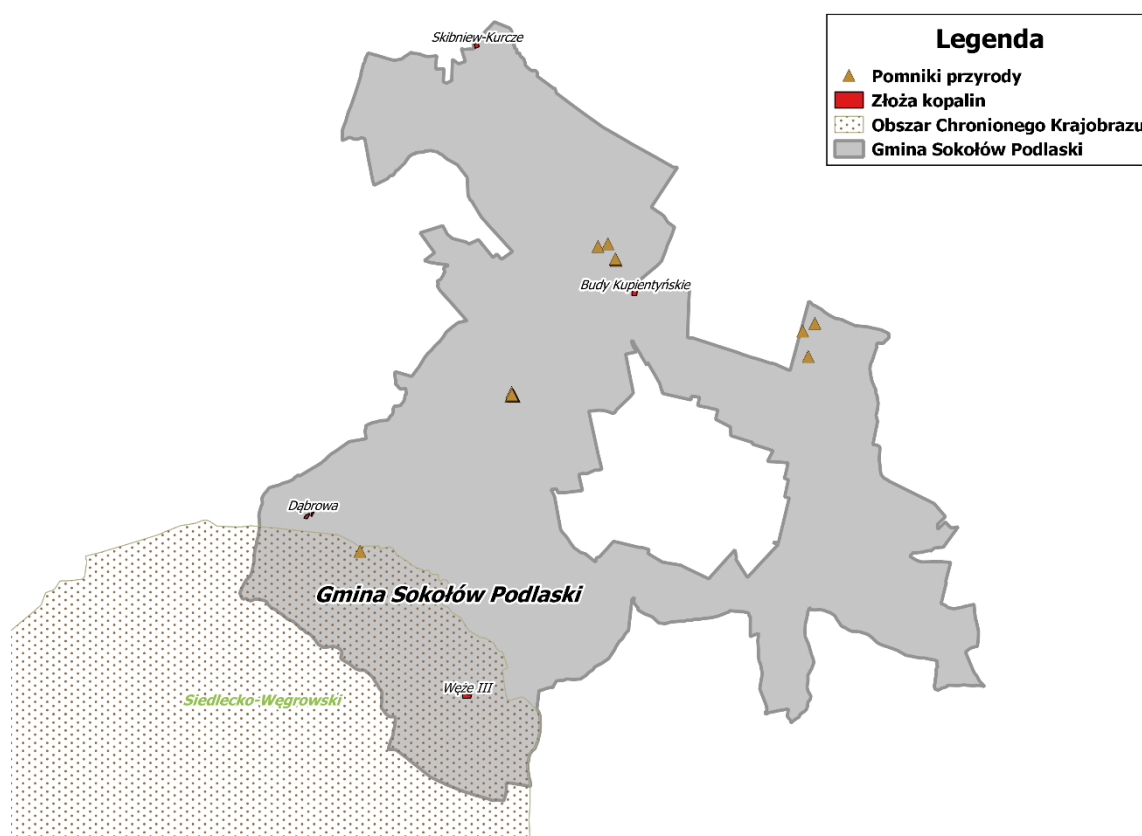 Skibniew-Kurcze
Legenda
Pomniki przyrody
Złoża kopalin
Obszar Chronionego Krajobrazu
Gmina Sokołów Podlaski
Budy Kupientyńskie
Dąbrowa
Gmina Sokołów Podlaski
Węże III
Siedlecko-Węgrowski